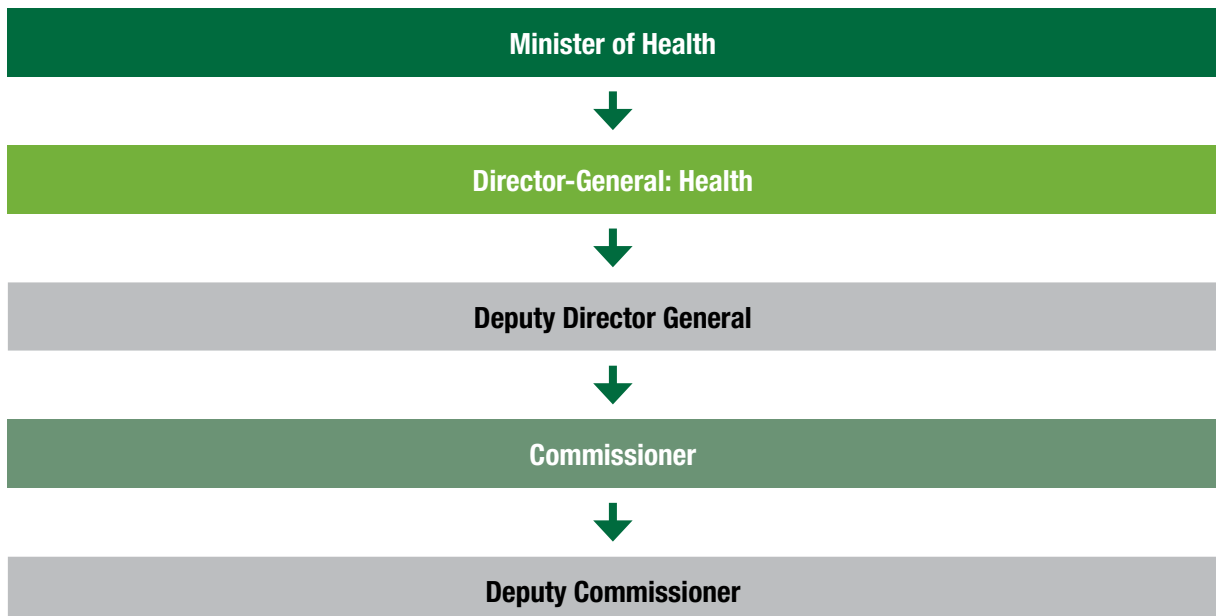 Minister of Health
Director-General: Health
Deputy Director General
Commissioner
Deputy Commissioner